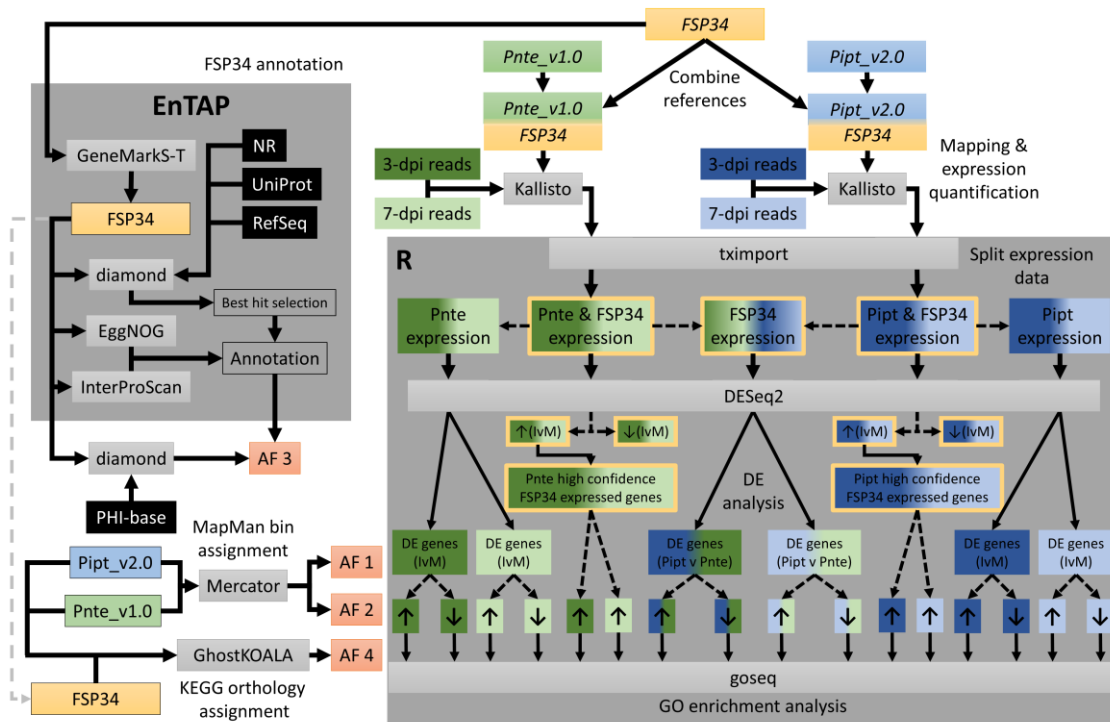 FSP34
FSP34 annotation
Pnte_v1.0
Pipt_v2.0
Combine
references
EnTAP
Pnte_v1.0
FSP34
Pipt_v2.0
FSP34
GeneMarkS-T
NR
UniProt
RefSeq
FSP34
3-dpi reads
7-dpi reads
Kallisto
3-dpi reads
7-dpi reads
Kallisto
Mapping &
expression
quantification
diamond
Best hit selection
EggNOG
Annotation
InterProScan
diamond
AF 3
PHI-base
R
tximport
Split expression
data
Pnte
expression
Pnte & FSP34
expression
FSP34
expression
Pipt & FSP34
expression
Pipt
expression
DESeq2
↑(IvM)
↓(IvM)
↑(IvM)
↓(IvM)
Pnte high confidence
FSP34 expressed genes
DE
analysis
Pipt high confidence
FSP34 expressed genes
DE genes
(IvM)
DE genes
(IvM)
DE genes
(Pipt v Pnte)
DE genes
(Pipt v Pnte)
DE genes
(IvM)
DE genes
(IvM)
↑ ↓ ↑ ↓ ↑ ↑ ↑ ↓ ↑ ↓ ↑ ↑ ↑ ↓ ↑ ↓
goseq
GO enrichment analysis
MapMan bin
assignment
Pipt_v2.0
Pnte_v1.0
Mercator
AF 1
AF 2
GhostKOALA
AF 4
FSP34
KEGG orthology
assignment